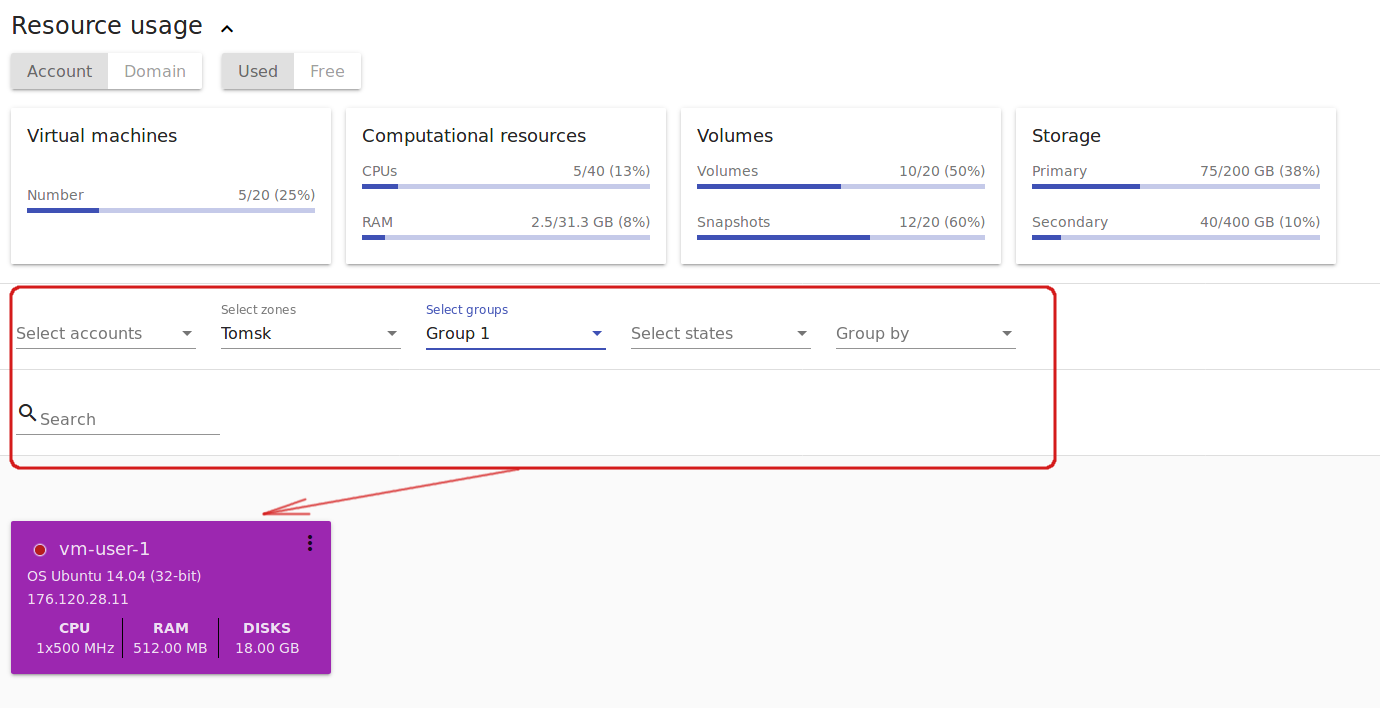 Resource usage
Account Domain Used Free
Virtual machines
Number 5/20 (25%)
Computational resources
CPUs 5/40 (13%)
RAM 2.5/31.3 GB (8%)
Volumes
Volumes 10/20 (50%)
Snapshots 12/20 (60%)
Storage
Primary 75/200 GB (38%)
Secondary 40/400 GB (10%)
Select zones Select groups
Select accounts Tomsk Group 1 Select states Group by
Search
vm-user-1
OS Ubuntu 14.04 (32-bit)
176.120.28.11
CPU RAM DISKS
1x500 MHz 512.00 MB 18.00 GB